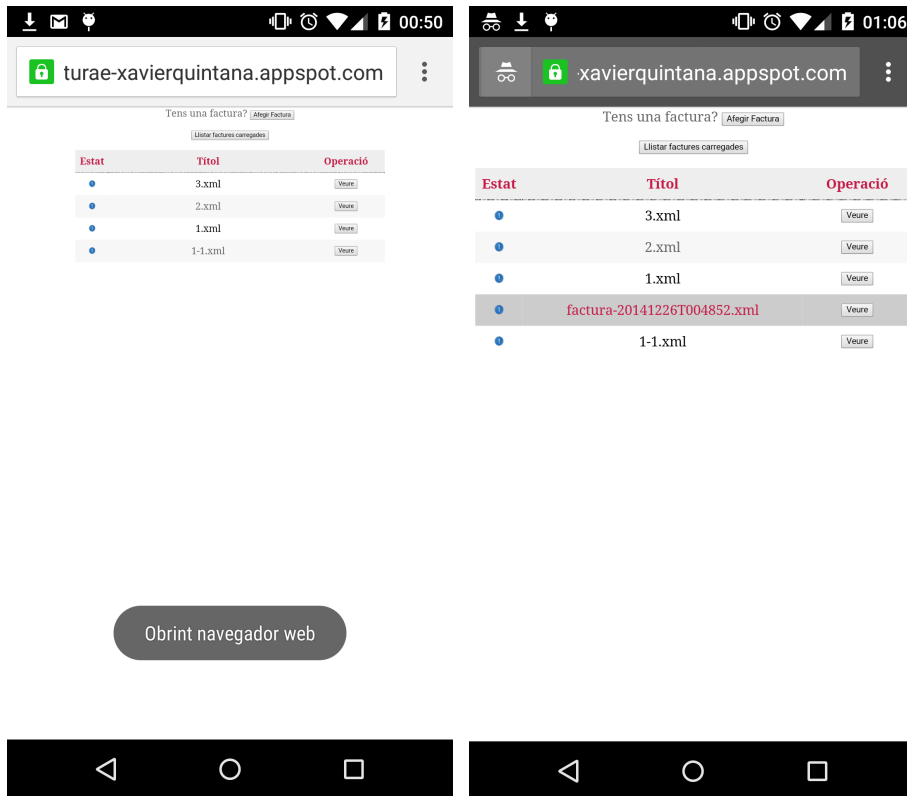 00:50
turae-xavierquintana.appspot.com
Tens una factura? Afegir Factura
Llistar factures carregades
Estat Títol Operació
3.xml Veure
2.xml Veure
1.xml Veure
1-1.xml Veure
Obrint navegador web
01:06
xavierquintana.appspot.com
Tens una factura? Afegir Factura
Llistar factures carregades
Estat Títol Operació
3.xml Veure
2.xml Veure
1.xml Veure
factura-20141226T004852.xml Veure
1-1.xml Veure